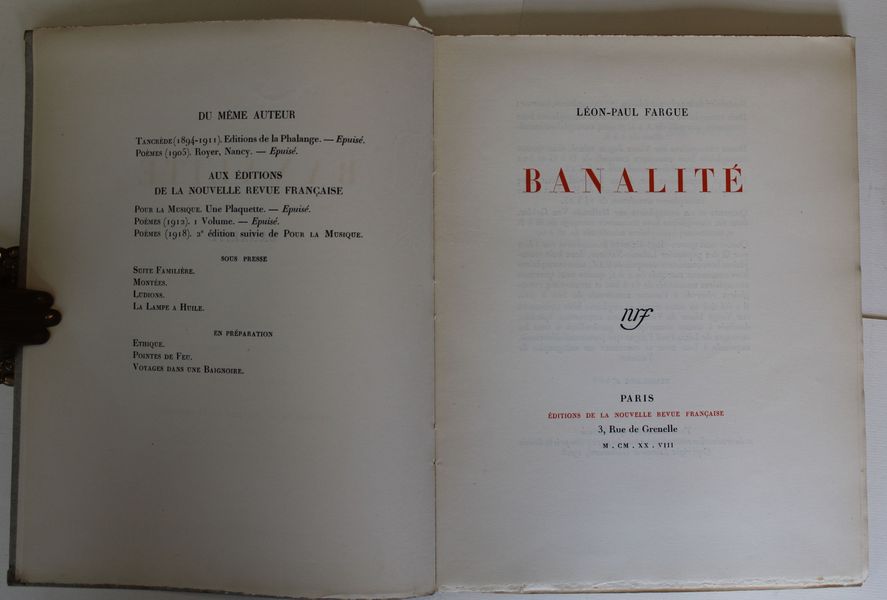 DU MÊME AUTEUR
TANCRÈDE (1894-1911). Editions de la Phalange. — Epuisé.
POÈMES (1905). Royer, Nancy. — Epuisé.
AUX ÉDITIONS
DE LA NOUVELLE REVUE FRANÇAISE
POUR LA MUSIQUE. Une Plaquette. — Epuisé.
POÈMES (1912). 1 Volume. — Epuisé.
POÈMES (1918). 2e édition suivie de POUR LA MUSIQUE.
SOUS PRESSE
SUITE FAMILIÈRE.
MONTÉES.
LUDIONS.
LA LAMPE A HUILE.
EN PRÉPARATION
ETHIQUE.
POINTES DE FEU.
VOYAGES DANS UNE BAIGNOIRE.
LÉON-PAUL FARGUE
BANALITÉ
nrf
PARIS
ÉDITIONS DE LA NOUVELLE REVUE FRANÇAISE
3, Rue de Grenelle
M . CM . XX . VIII